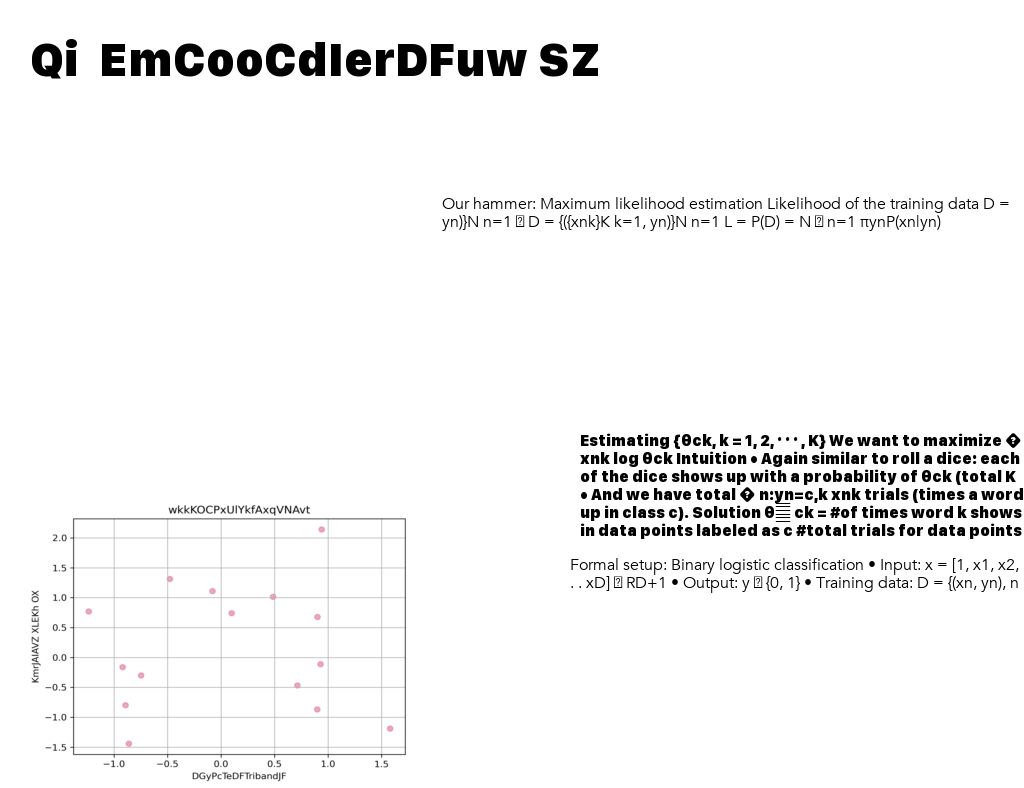 Qi EmCooCdIerDFuw SZ
Our hammer: Maximum likelihood estimation Likelihood of the training data D =
yn)}N n=1 D = {({xnk}K k=1, yn)}N n=1 L = P(D) = N n=1 πynP(xn|yn)
Estimating {θck, k = 1, 2, · · · , K} We want to maximize �
xnk log θck Intuition • Again similar to roll a dice: each
of the dice shows up with a probability of θck (total K
• And we have total � n:yn=c,k xnk trials (times a word
up in class c). Solution θ ck = #of times word k shows
in data points labeled as c #total trials for data points
Formal setup: Binary logistic classification • Input: x = [1, x1, x2,
. . xD] RD+1 • Output: y {0, 1} • Training data: D = {(xn, yn), n
wkkKOCPxUlYkfAxqVNAvt
KmrJAlAVZ XLEKh OX
2.0
1.5
1.0
0.5
0.0
−0.5
−1.0
−1.5
−1.0 −0.5 0.0 0.5 1.0 1.5
DGyPcTeDFTribandJF